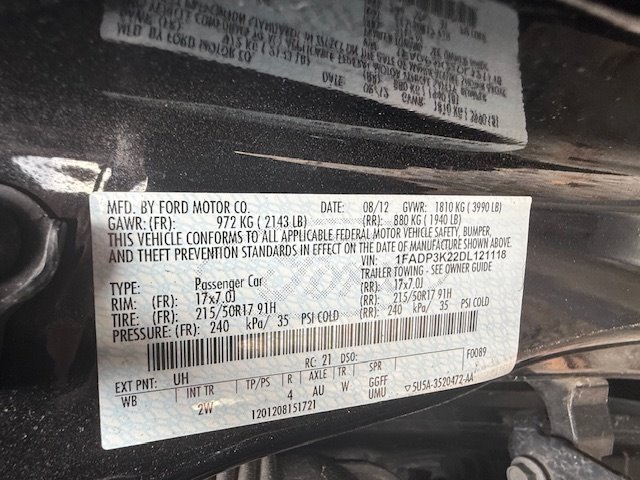 MFD. BY FORD MOTOR CO. DATE: 08/12 GVWR: 1810 KG ( 3990 LB)
GAWR: (FR): 972 KG ( 2143 LB) (RR): 880 KG ( 1940 LB)
THIS VEHICLE CONFORMS TO ALL APPLICABLE FEDERAL MOTOR VEHICLE SAFETY, BUMPER,
AND THEFT PREVENTION STANDARDS IN EFFECT ON THE DATE OF MANUFACTURE SHOWN ABOVE.
VIN: 1FADP3K22DL121118
TYPE: Passenger Car TRAILER TOWING - SEE OWNER GUIDE
RIM: (FR): 17x7.0J (RR): 17x7.0J
TIRE: (FR): 215/50R17 91H (RR): 215/50R17 91H
PRESSURE: (FR): 240 kPa/ 35 PSI COLD (RR): 240 kPa/ 35 PSI COLD
RC: 21 DSO: F0089
EXT PNT: UH
WB INT TR TP/PS R AXLE TR SPR
2W 4 AU W GGFF
UMU
1201208151721
5U5A-3520472-AA